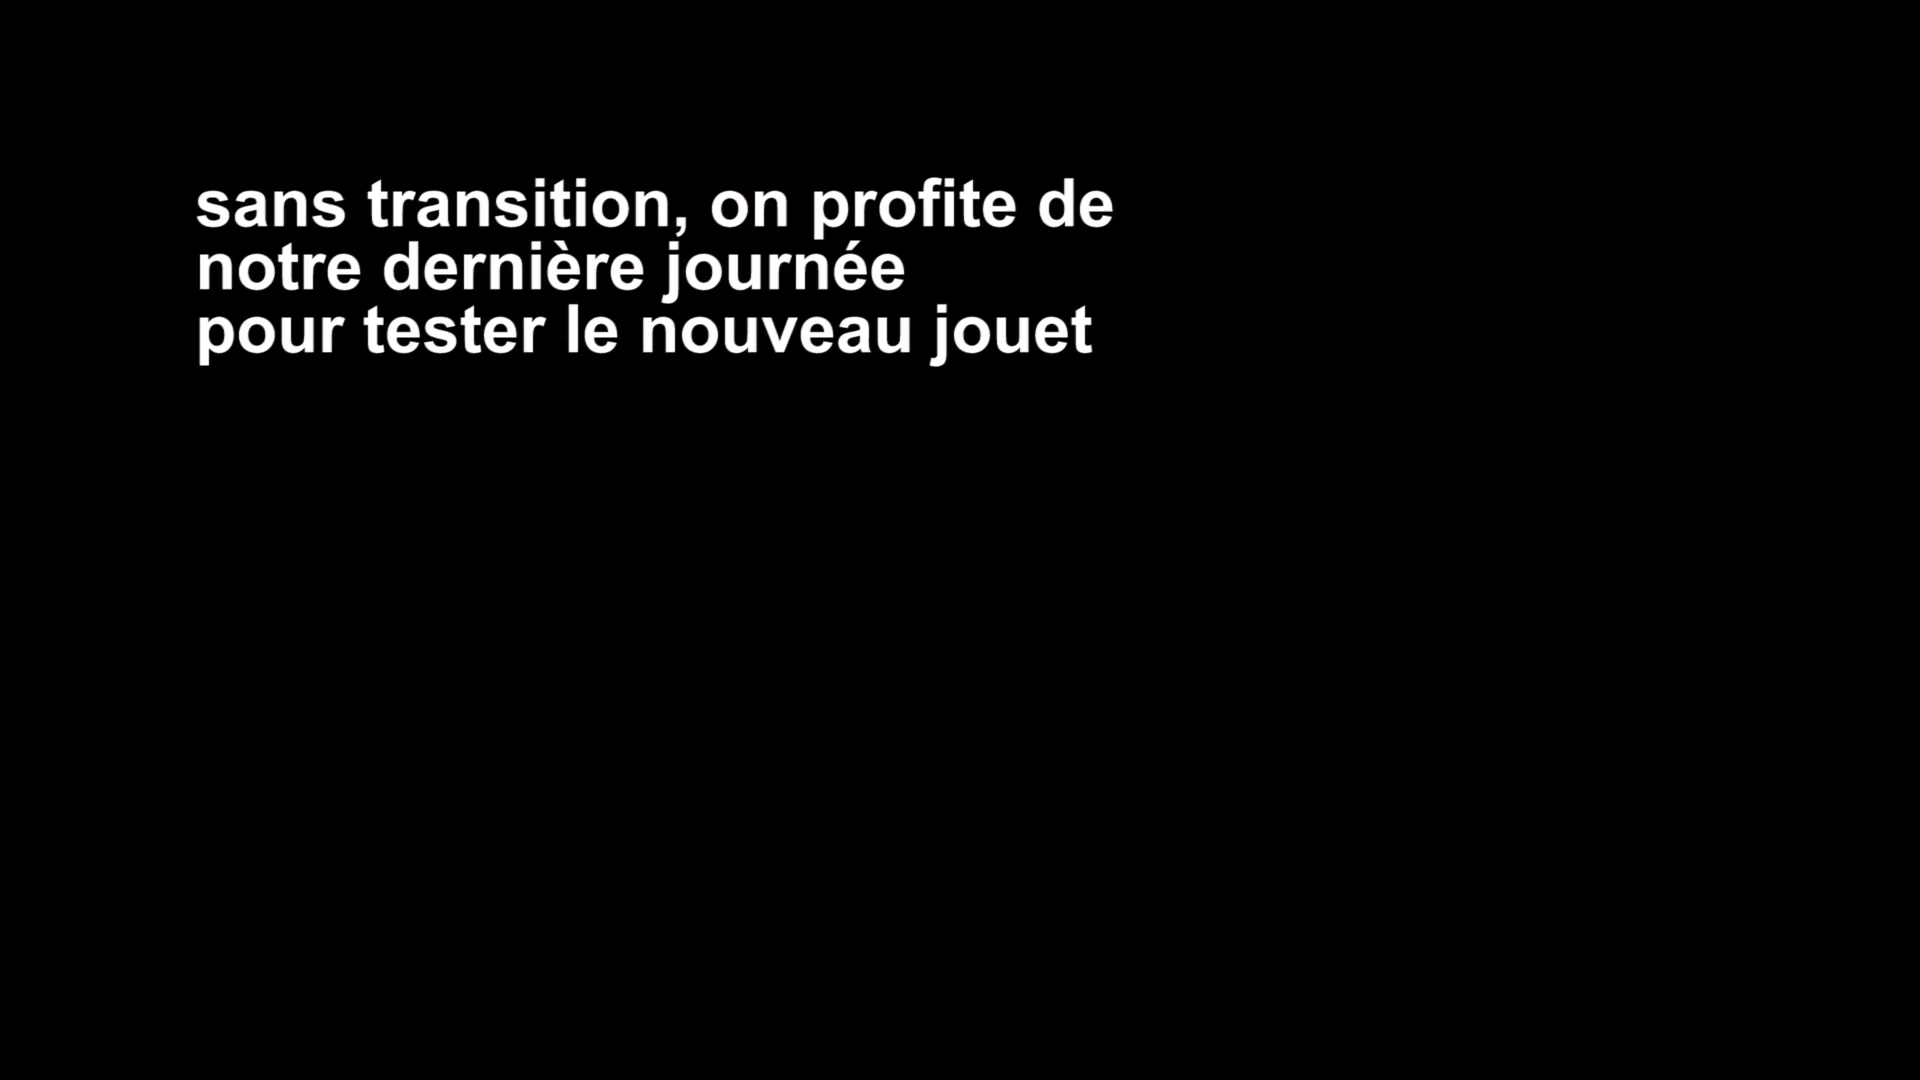 sans transition, on profite de
notre dernière journée
pour tester le nouveau jouet